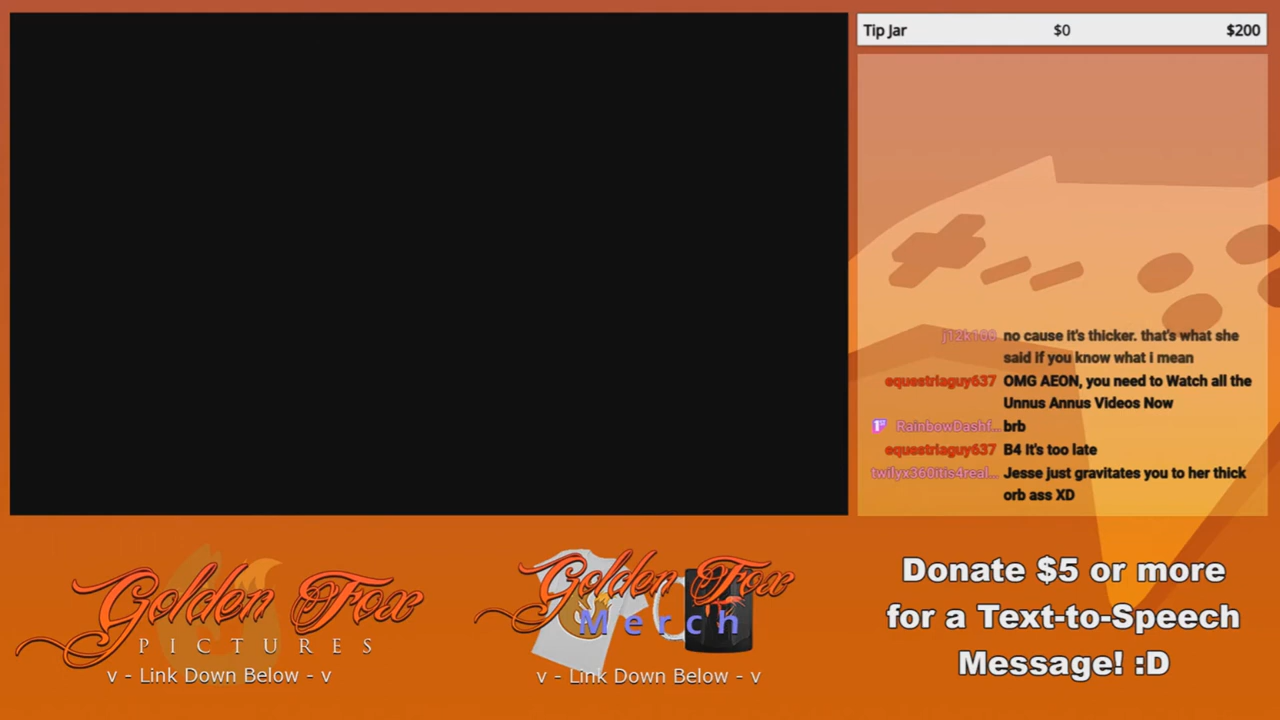 Tip Jar $0 $200
j12k108 no cause it's thicker. that's what she
said if you know what i mean
equestriaguy637 OMG AEON, you need to Watch all the
Unnus Annus Videos Now
RainbowDashf... brb
equestriaguy637 B4 It's too late
twilyx360itis4real... Jesse just gravitates you to her thick
orb ass XD
Golden Fox
PICTURES
v - Link Down Below - v
Golden Fox
Merch
v - Link Down Below - v
Donate $5 or more
for a Text-to-Speech
Message! :D